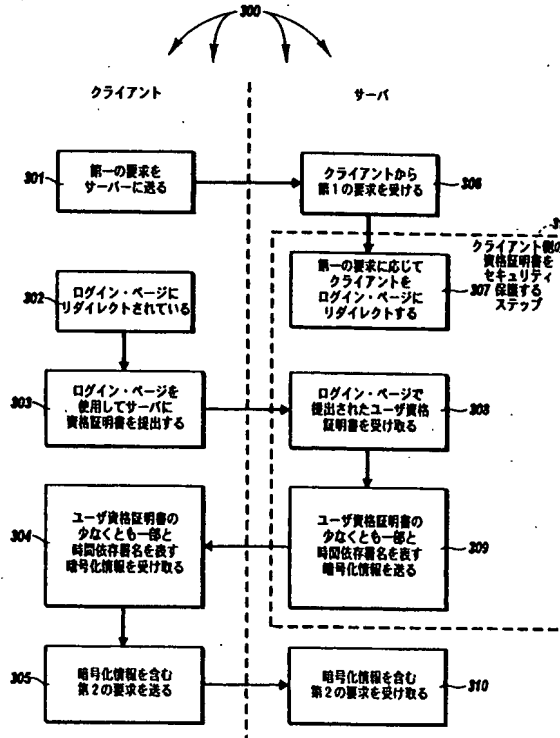 300
クライアント
サーバ
301
第一の要求を
サーバーに送る
クライアントから
第1の要求を受ける
306
クライアント側の
資格証明書を
セキュリティ
保護する
ステップ
302
ログイン・ページに
リダイレクトされている
第一の要求に応じて
クライアントを
ログイン・ページに
リダイレクトする
307
303
ログイン・ページを
使用してサーバに
資格証明書を提出する
ログイン・ページで
提出されたユーザ資格
証明書を受け取る
308
304
ユーザ資格証明書の
少なくとも一部と
時間依存署名を表す
暗号化情報を受け取る
ユーザ資格証明書の
少なくとも一部と
時間依存署名を表す
暗号化情報を送る
309
305
暗号化情報を含む
第2の要求を送る
暗号化情報を含む
第2の要求を受け取る
310